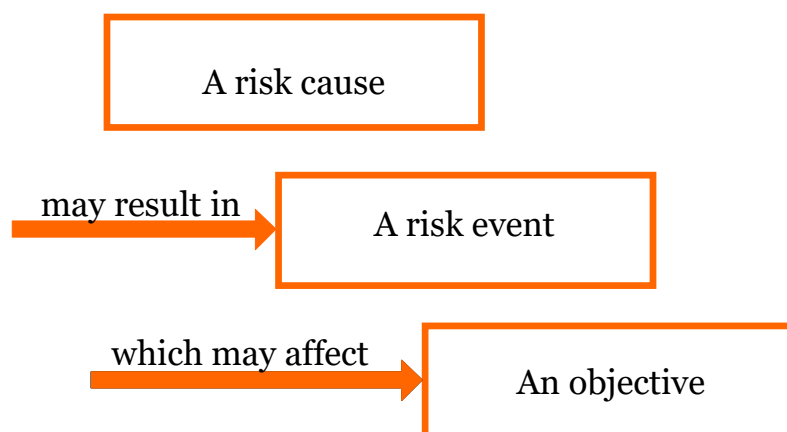 A risk cause
may result in
A risk event
which may affect
An objective